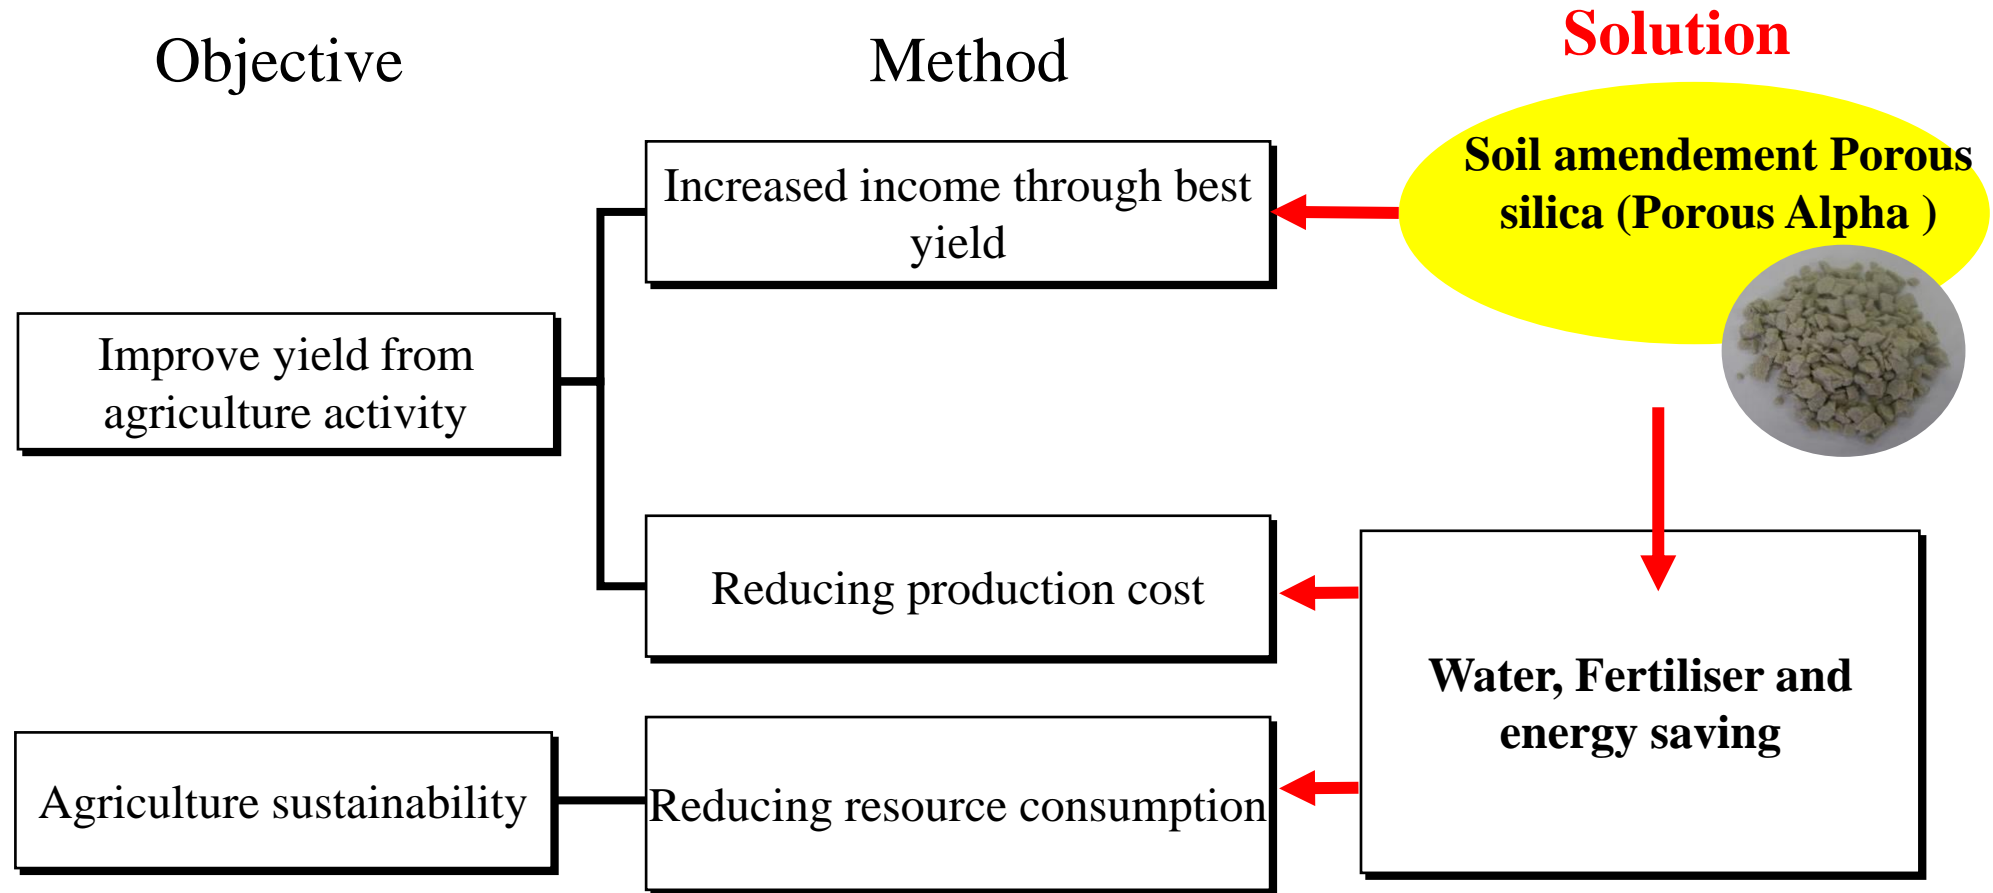 Objective
Method
Solution
Soil amendement Porous
silica (Porous Alpha )
Increased income through best
yield
Improve yield from
agriculture activity
Reducing production cost
Water, Fertiliser and
energy saving
Agriculture sustainability
Reducing resource consumption